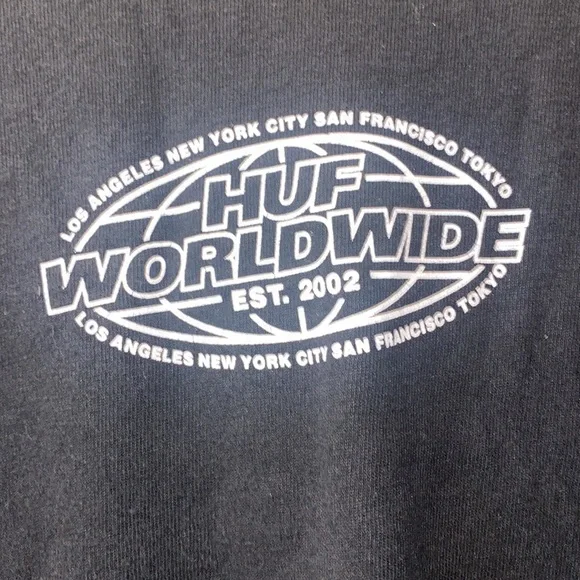 LOS ANGELES NEW YORK CITY SAN FRANCISCO TOKYO
HUF
WORLDWIDE
EST. 2002
LOS ANGELES NEW YORK CITY SAN FRANCISCO TOKYO